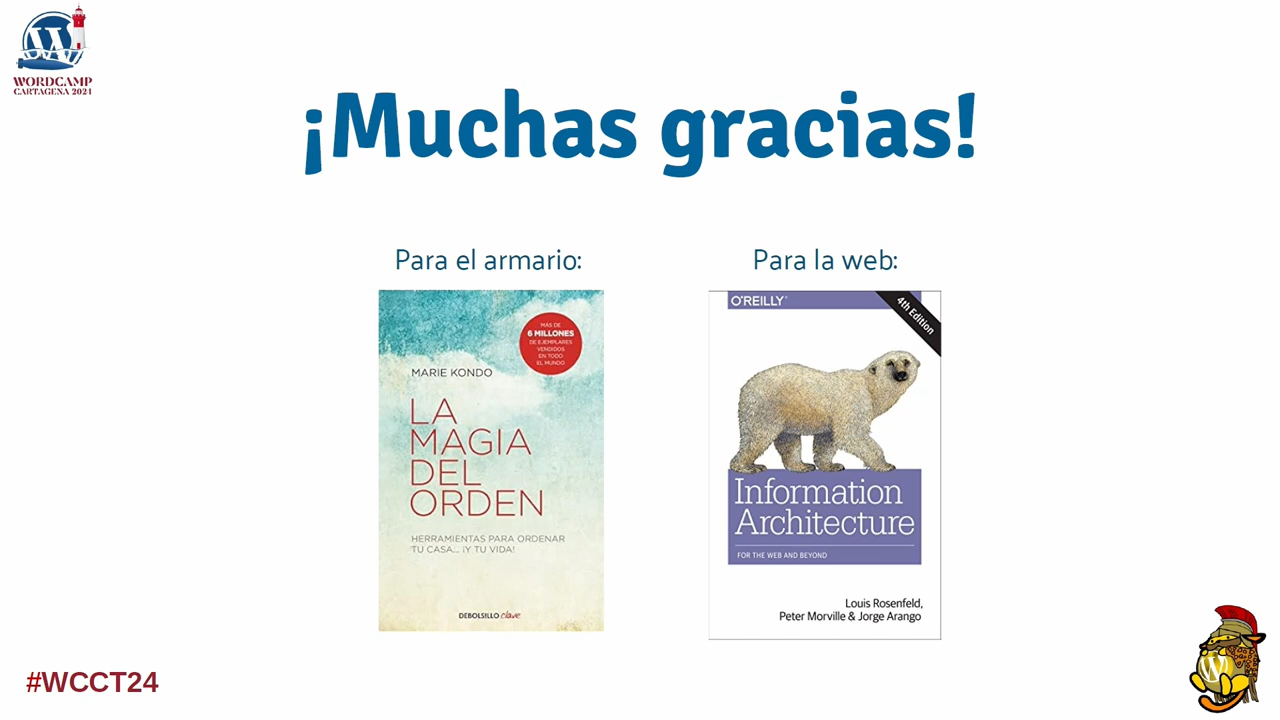 WORDCAMP
CARTAGENA 2024
¡Muchas gracias!
Para el armario:
MÁS DE
6 MILLONES
DE EJEMPLARES
VENDIDOS
EN TODO
EL MUNDO
MARIE KONDO
LA
MAGIA
DEL
ORDEN
HERRAMIENTAS PARA ORDENAR
TU CASA... ¡Y TU VIDA!
DEBOLSILLO clave
Para la web:
O'REILLY®
4th Edition
Information
Architecture
FOR THE WEB AND BEYOND
Louis Rosenfeld,
Peter Morville & Jorge Arango
#WCCT24